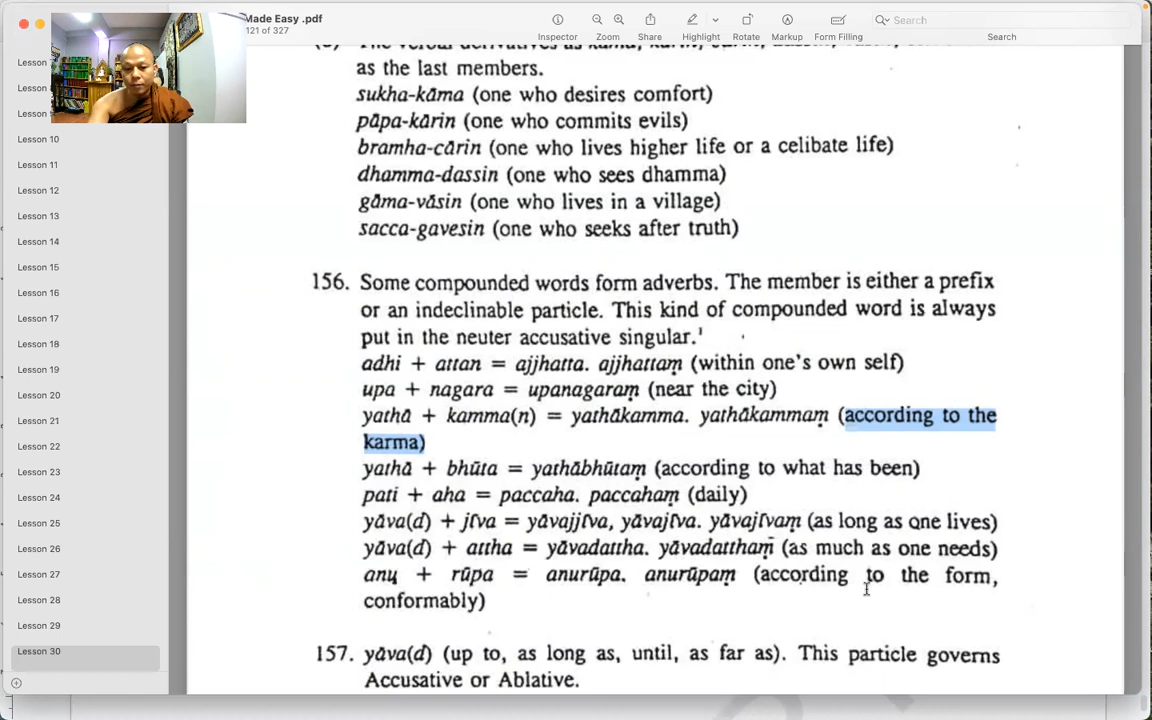 Made Easy .pdf
121 of 327
Inspector
Zoom
Share
Highlight
Rotate
Markup
Form Filling
Search
Search
Lesson
Lesson
Lesson
Lesson 10
Lesson 11
Lesson 12
Lesson 13
Lesson 14
Lesson 15
Lesson 16
Lesson 17
Lesson 18
Lesson 19
Lesson 20
Lesson 21
Lesson 22
Lesson 23
Lesson 24
Lesson 25
Lesson 26
Lesson 27
Lesson 28
Lesson 29
Lesson 30
as the last members.
sukha-kāma (one who desires comfort)
pāpa-kārin (one who commits evils)
bramha-cārin (one who lives higher life or a celibate life)
dhamma-dassin (one who sees dhamma)
gāma-vāsin (one who lives in a village)
sacca-gavesin (one who seeks after truth)
156. Some compounded words form adverbs. The member is either a prefix
or an indeclinable particle. This kind of compounded word is always
put in the neuter accusative singular.¹
adhi + attan = ajjhatta. ajjhattaṃ (within one's own self)
upa + nagara = upanagaraṃ (near the city)
yathā + kamma(n) = yathākamma. yathākammaṃ (according to the
karma)
yathā + bhūta = yathābhūtaṃ (according to what has been)
pati + aha = paccaha. paccahaṃ (daily)
yāva(d) + jīva = yāvajjīva, yāvajīva. yāvajīvaṃ (as long as one lives)
yāva(d) + attha = yāvadattha. yāvadatthaṃ (as much as one needs)
anu + rūpa = anurūpa. anurūpaṃ (according to the form,
conformably)
157. yāva(d) (up to, as long as, until, as far as). This particle governs
Accusative or Ablative.